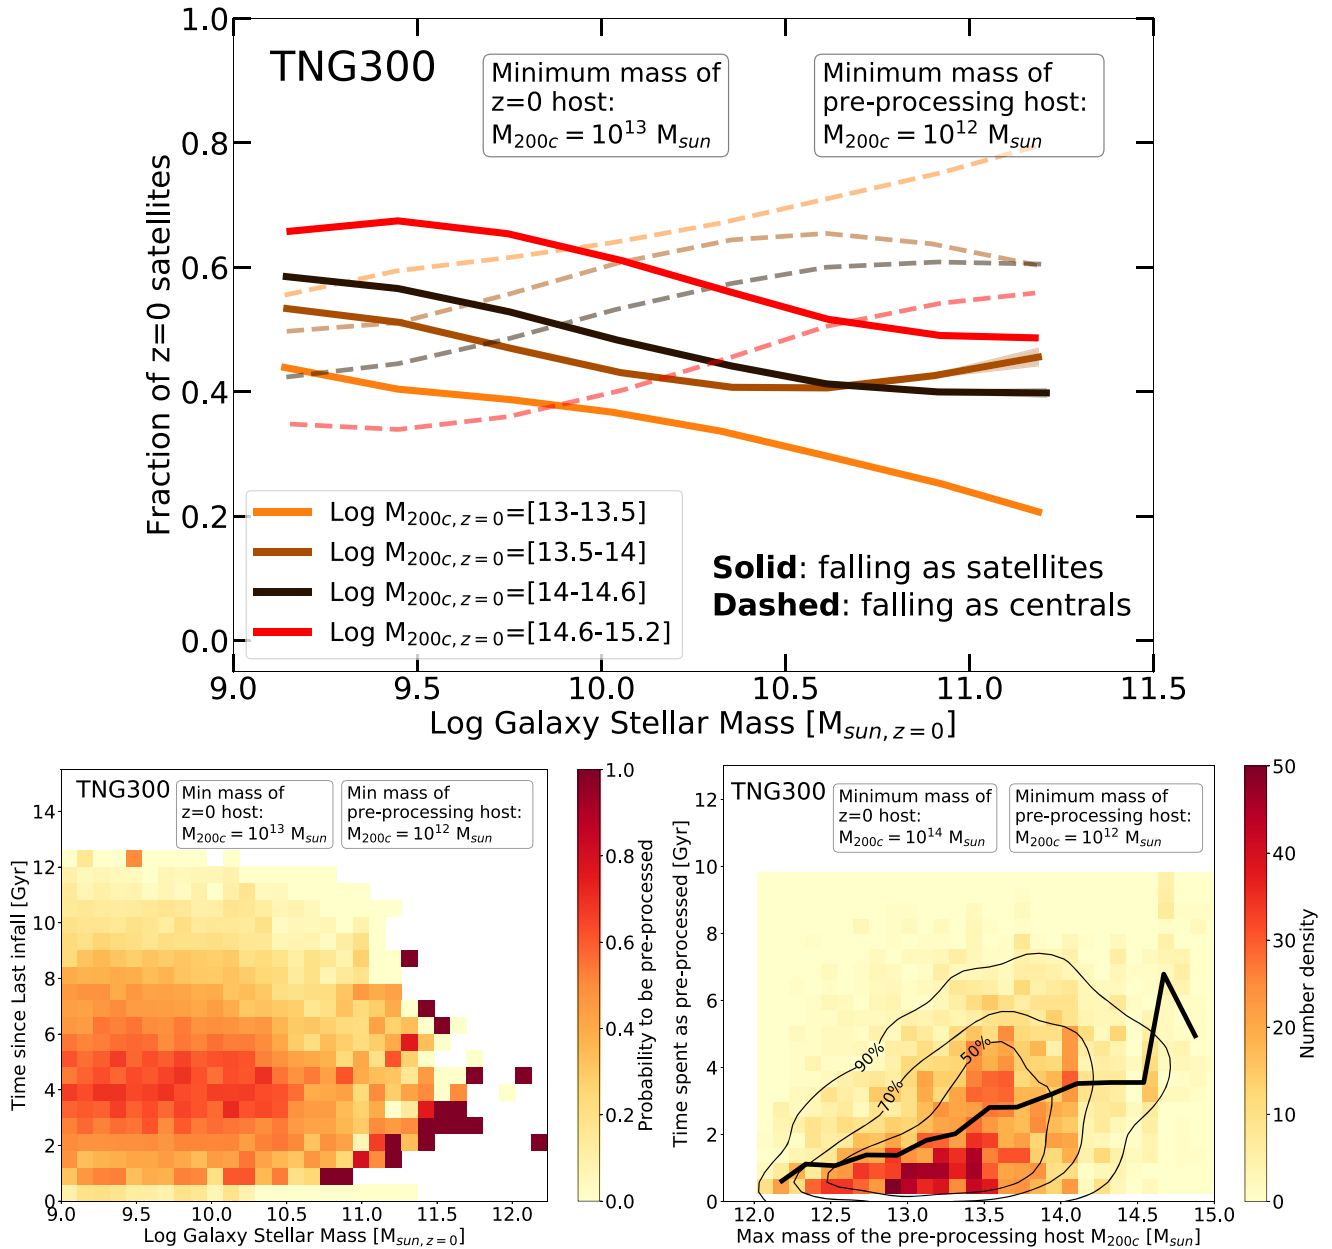 TNG300
Minimum mass of
z=0 host:
M200c = 10^13 Msun
Minimum mass of
pre-processing host:
M200c = 10^12 Msun
Fraction of z=0 satellites
1.0
0.8
0.6
0.4
0.2
0.0
Log M200c, z=0=[13-13.5]
Log M200c, z=0=[13.5-14]
Log M200c, z=0=[14-14.6]
Log M200c, z=0=[14.6-15.2]
Solid: falling as satellites
Dashed: falling as centrals
9.0 9.5 10.0 10.5 11.0 11.5
Log Galaxy Stellar Mass [Msun, z=0]
TNG300
Min mass of
z=0 host:
M200c = 10^13 Msun
Min mass of
pre-processing host:
M200c = 10^12 Msun
Time since Last infall [Gyr]
14
12
10
8
6
4
2
0
9.0 9.5 10.0 10.5 11.0 11.5 12.0
Log Galaxy Stellar Mass [Msun, z=0]
1.0
0.8
0.6
0.4
0.2
0.0
Probability to be pre-processed
TNG300
Minimum mass of
z=0 host:
M200c = 10^14 Msun
Minimum mass of
pre-processing host:
M200c = 10^12 Msun
Time spent as pre-processed [Gyr]
12
10
8
6
4
2
0
90%
70%
50%
12.0 12.5 13.0 13.5 14.0 14.5 15.0
Max mass of the pre-processing host M200c [Msun]
50
40
30
20
10
0
Number density